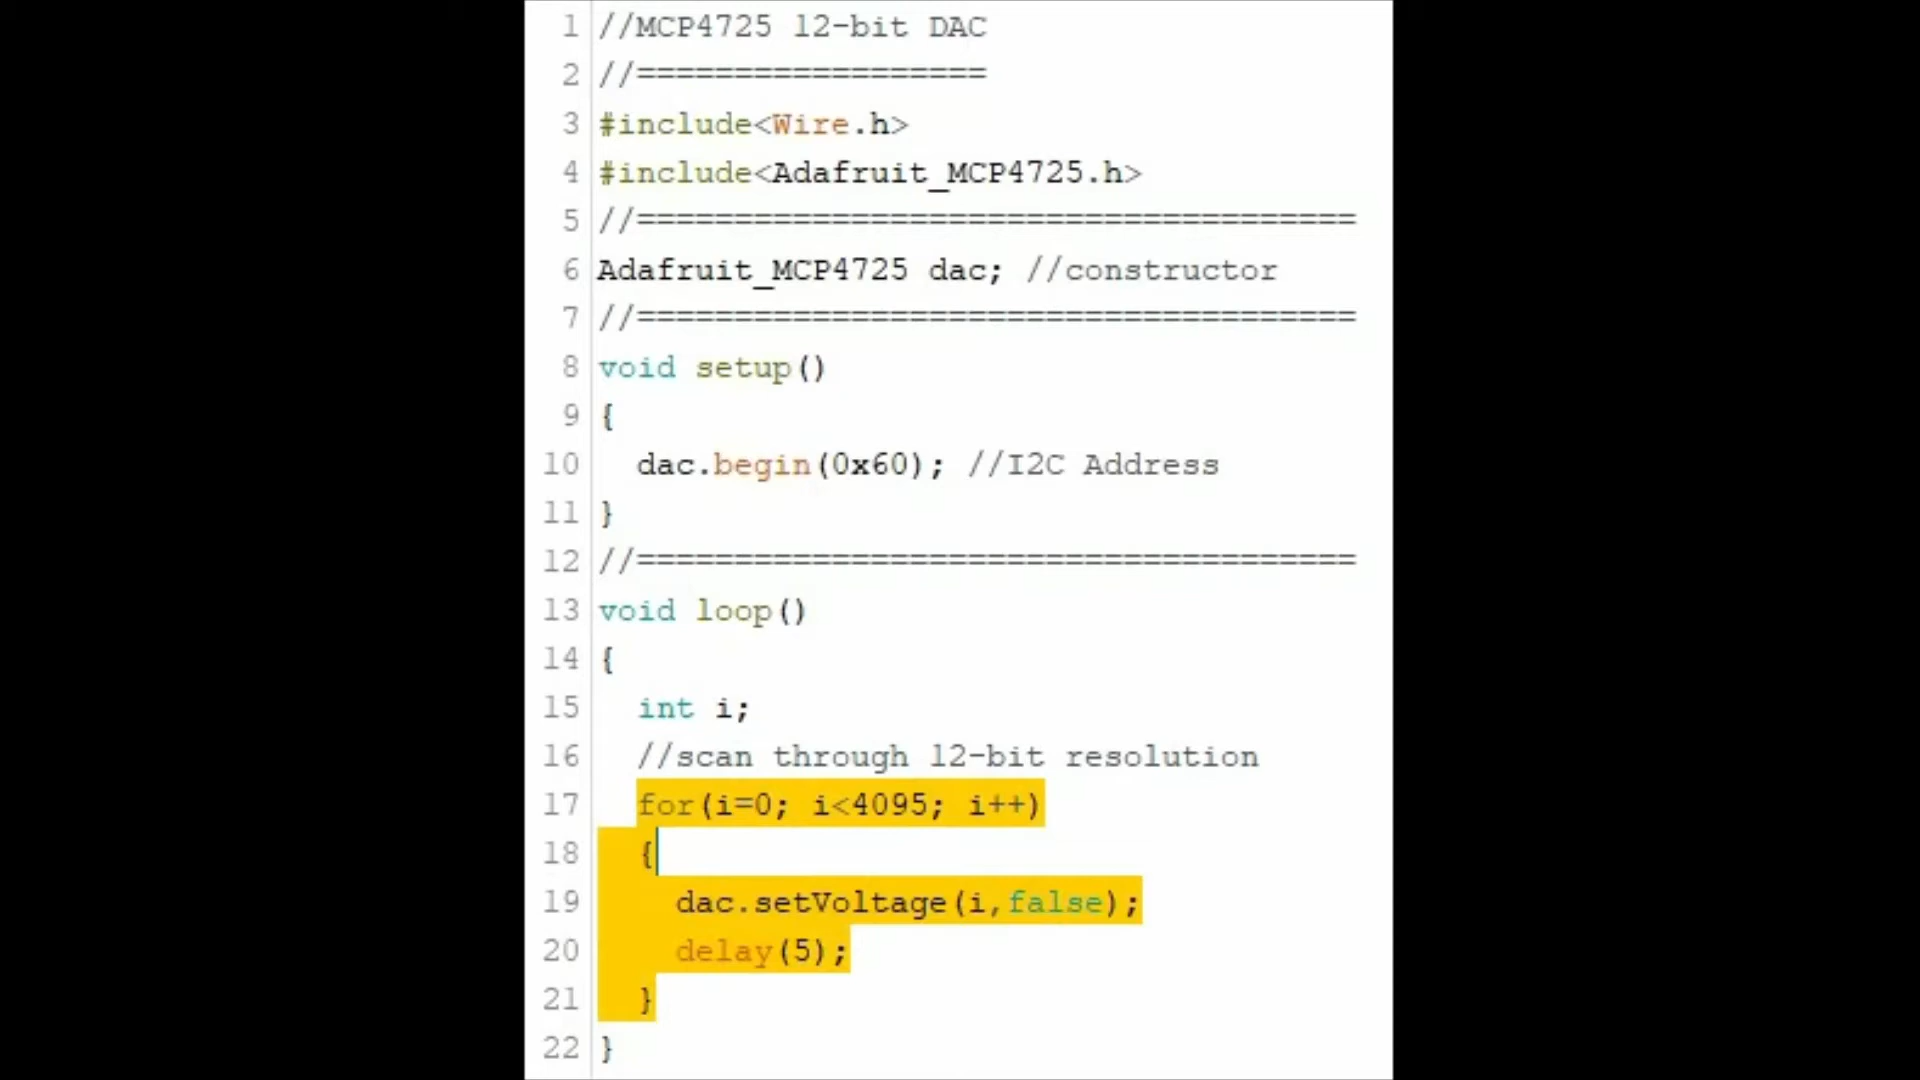 1 //MCP4725 12-bit DAC
2 //==================
3 #include<Wire.h>
4 #include<Adafruit_MCP4725.h>
5 //=====================================
6 Adafruit_MCP4725 dac; //constructor
7 //=====================================
8 void setup()
9 {
10 dac.begin(0x60); //I2C Address
11 }
12 //=====================================
13 void loop()
14 {
15 int i;
16 //scan through 12-bit resolution
17 for(i=0; i<4095; i++)
18 {
19 dac.setVoltage(i,false);
20 delay(5);
21 }
22 }